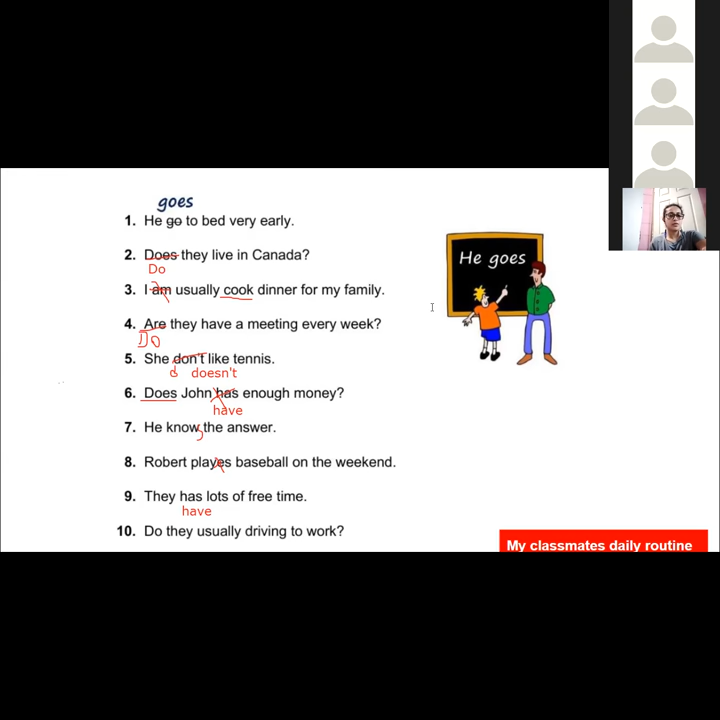 goes
1. He go to bed very early.
2. Does they live in Canada?
Do
3. I am usually cook dinner for my family.
4. Are they have a meeting every week?
Do
5. She don't like tennis.
d doesn't
6. Does John has enough money?
have
7. He know the answer.
s
8. Robert playes baseball on the weekend.
9. They has lots of free time.
have
10. Do they usually driving to work?
He goes
My classmates daily routine